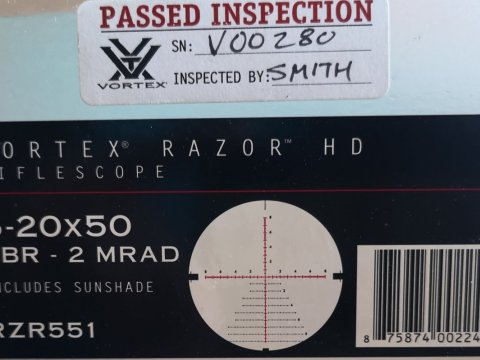 PASSED INSPECTION
SN: V00280
VORTEX
INSPECTED BY: SMITH
ORTEX® RAZOR™ HD
IFLESCOPE
-20x50
BR - 2 MRAD
NCLUDES SUNSHADE
RZR551
8 75874 00224